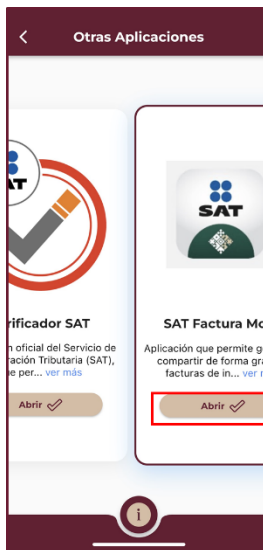 Otras Aplicaciones
SAT
SAT
rificador SAT
n oficial del Servicio de
ración Tributaria (SAT),
e per... ver más
Abrir
SAT Factura Mo
Aplicación que permite g
compartir de forma gra
facturas de in... ver
Abrir
i